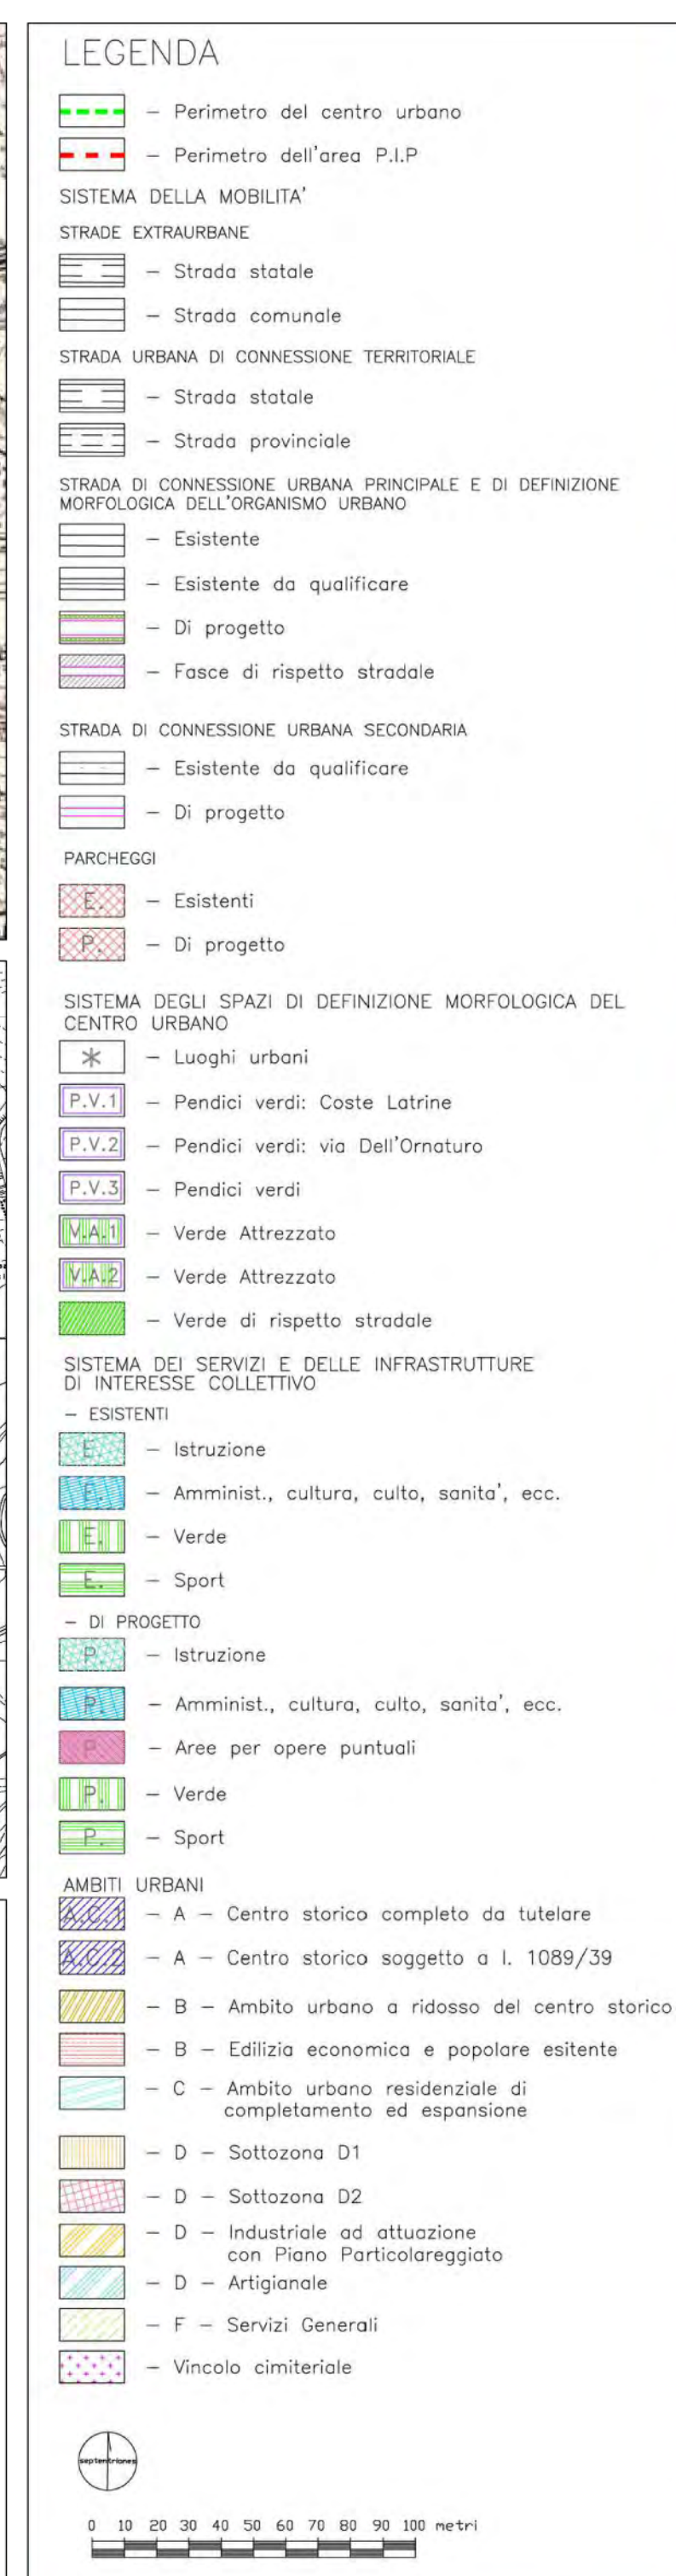 LEGENDA
– Perimetro del centro urbano
– Perimetro dell'area P.I.P
SISTEMA DELLA MOBILITA'
STRADE EXTRAURBANE
– Strada statale
– Strada comunale
STRADA URBANA DI CONNESSIONE TERRITORIALE
– Strada statale
– Strada provinciale
STRADA DI CONNESSIONE URBANA PRINCIPALE E DI DEFINIZIONE
MORFOLOGICA DELL'ORGANISMO URBANO
– Esistente
– Esistente da qualificare
– Di progetto
– Fasce di rispetto stradale
STRADA DI CONNESSIONE URBANA SECONDARIA
– Esistente da qualificare
– Di progetto
PARCHEGGI
E. – Esistenti
P. – Di progetto
SISTEMA DEGLI SPAZI DI DEFINIZIONE MORFOLOGICA DEL
CENTRO URBANO
* – Luoghi urbani
P.V.1 – Pendici verdi: Coste Latrine
P.V.2 – Pendici verdi: via Dell'Ornaturo
P.V.3 – Pendici verdi
V.A.1 – Verde Attrezzato
V.A.2 – Verde Attrezzato
– Verde di rispetto stradale
SISTEMA DEI SERVIZI E DELLE INFRASTRUTTURE
DI INTERESSE COLLETTIVO
– ESISTENTI
E. – Istruzione
E. – Amminist., cultura, culto, sanita', ecc.
E. – Verde
E. – Sport
– DI PROGETTO
P. – Istruzione
P. – Amminist., cultura, culto, sanita', ecc.
P – Aree per opere puntuali
P. – Verde
P. – Sport
AMBITI URBANI
A.C.1 – A – Centro storico completo da tutelare
A.C.2 – A – Centro storico soggetto a l. 1089/39
– B – Ambito urbano a ridosso del centro storico
– B – Edilizia economica e popolare esitente
– C – Ambito urbano residenziale di
completamento ed espansione
– D – Sottozona D1
– D – Sottozona D2
– D – Industriale ad attuazione
con Piano Particolareggiato
– D – Artigianale
– F – Servizi Generali
– Vincolo cimiteriale
septentriones
0 10 20 30 40 50 60 70 80 90 100 metri